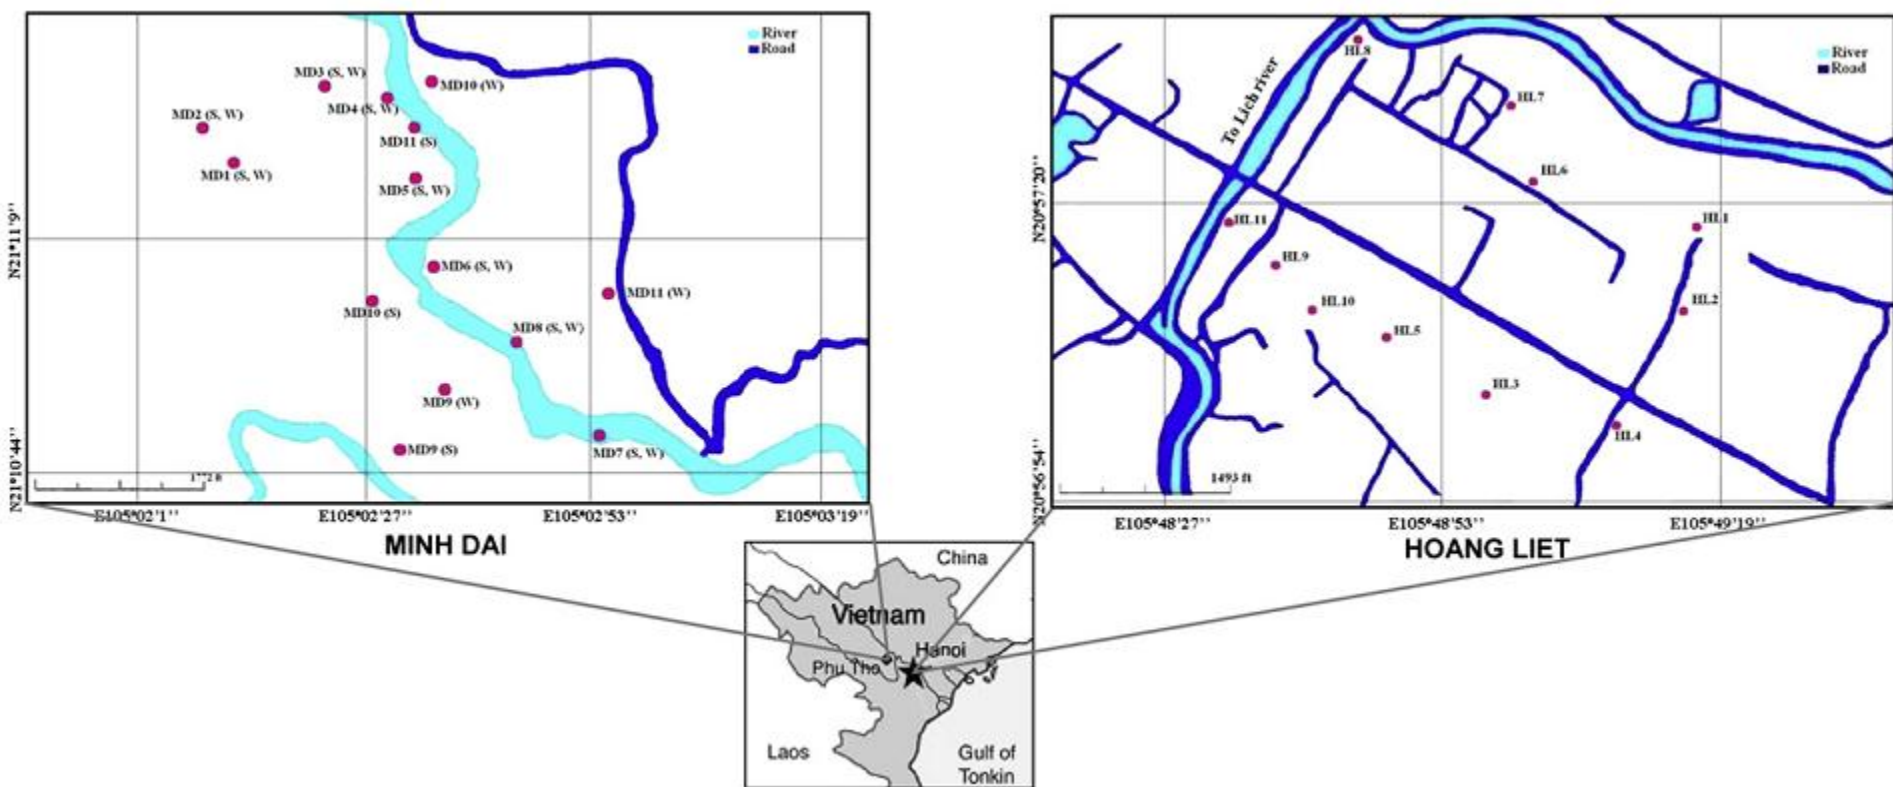 River
Road
MD3 (S, W)
MD10 (W)
MD4 (S, W)
MD2 (S, W)
MD11 (S)
MD1 (S, W)
MD5 (S, W)
N21°11'9''
MD6 (S, W)
MD11 (W)
MD10 (S)
MD8 (S, W)
MD9 (W)
MD9 (S)
MD7 (S, W)
N21°10'44''
1772 ft
E105°02'1''
E105°02'27''
E105°02'53''
E105°03'19''
MINH DAI
River
Road
HL8
To Lich river
HL7
HL6
N20°57'20''
HL11
HL1
HL9
HL10
HL2
HL5
HL3
HL4
N20°56'54''
1493 ft
E105°48'27''
E105°48'53''
E105°49'19''
HOANG LIET
China
Vietnam
Hanoi
Phu Tho
Laos
Gulf of
Tonkin